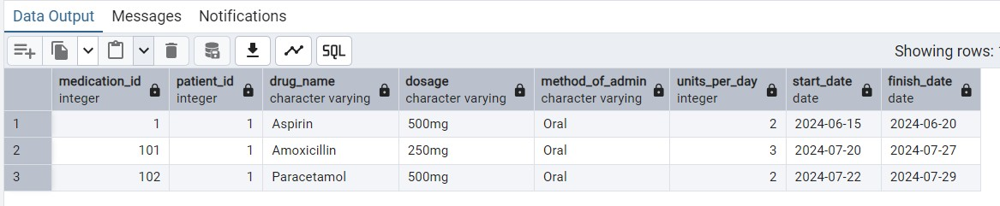 Data Output Messages Notifications
SQL Showing rows:
medication_id patient_id drug_name dosage method_of_admin units_per_day start_date finish_date
integer integer character varying character varying character varying integer date date
1 1 1 Aspirin 500mg Oral 2 2024-06-15 2024-06-20
2 101 1 Amoxicillin 250mg Oral 3 2024-07-20 2024-07-27
3 102 1 Paracetamol 500mg Oral 2 2024-07-22 2024-07-29